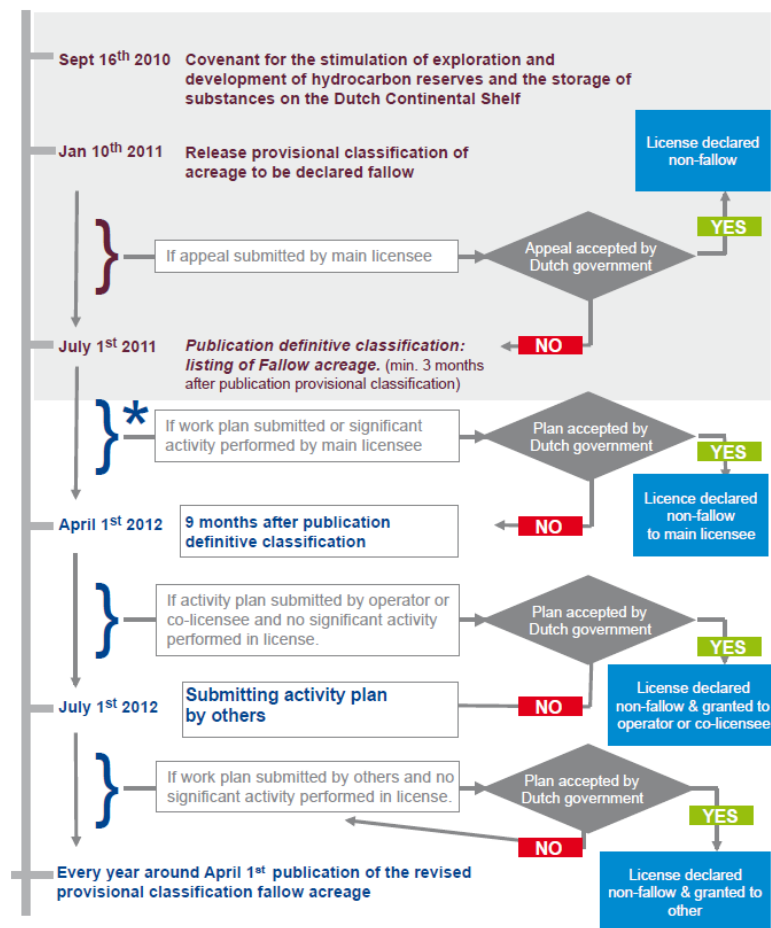 Sept 16th 2010
Covenant for the stimulation of exploration and
development of hydrocarbon reserves and the storage of
substances on the Dutch Continental Shelf
Jan 10th 2011
Release provisional classification of
acreage to be declared fallow
License declared
non-fallow
YES
If appeal submitted by main licensee
Appeal accepted by
Dutch government
NO
July 1st 2011
Publication definitive classification:
listing of Fallow acreage. (min. 3 months
after publication provisional classification)
*
If work plan submitted or significant
activity performed by main licensee
Plan accepted by
Dutch government
YES
Licence declared
non-fallow
to main licensee
NO
April 1st 2012
9 months after publication
definitive classification
If activity plan submitted by operator or
co-licensee and no significant activity
performed in license.
Plan accepted by
Dutch government
YES
License declared
non-fallow & granted to
operator or co-licensee
NO
July 1st 2012
Submitting activity plan
by others
If work plan submitted by others and no
significant activity performed in license.
Plan accepted by
Dutch government
YES
NO
License declared
non-fallow & granted to
other
Every year around April 1st publication of the revised
provisional classification fallow acreage